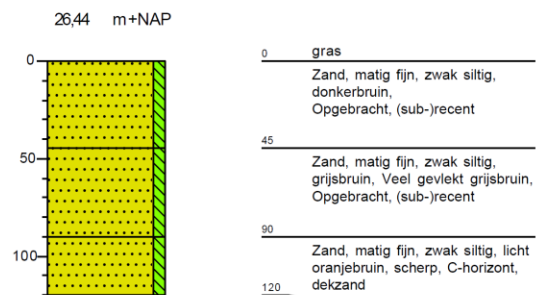 26,44 m+NAP
0
50
100
0 gras
Zand, matig fijn, zwak siltig,
donkerbruin,
Opgebracht, (sub-)recent
45
Zand, matig fijn, zwak siltig,
grijsbruin, Veel gevlekt grijsbruin,
Opgebracht, (sub-)recent
90
Zand, matig fijn, zwak siltig, licht
oranjebruin, scherp, C-horizont,
dekzand
120